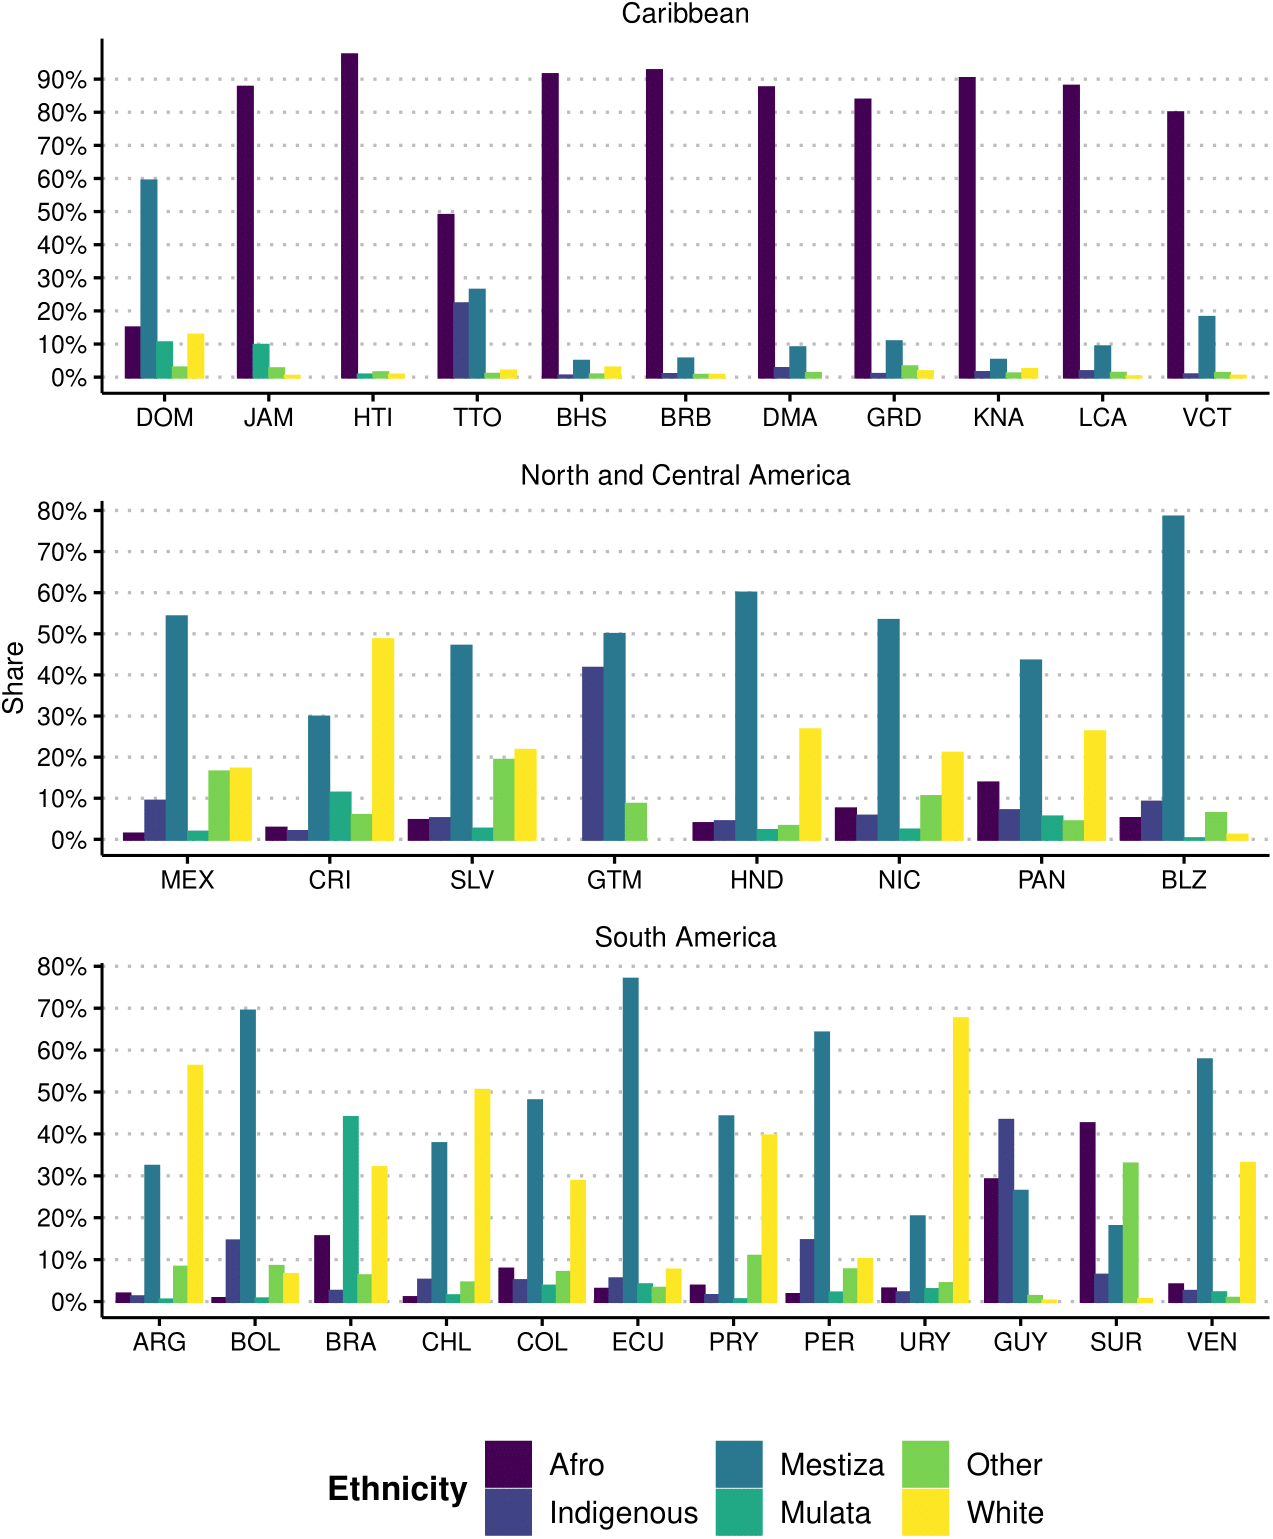 Caribbean
90%
80%
70%
60%
50%
40%
30%
20%
10%
0%
DOM JAM HTI TTO BHS BRB DMA GRD KNA LCA VCT
North and Central America
Share
80%
70%
60%
50%
40%
30%
20%
10%
0%
MEX CRI SLV GTM HND NIC PAN BLZ
South America
80%
70%
60%
50%
40%
30%
20%
10%
0%
ARG BOL BRA CHL COL ECU PRY PER URY GUY SUR VEN
Ethnicity
Afro Mestiza Other
Indigenous Mulata White